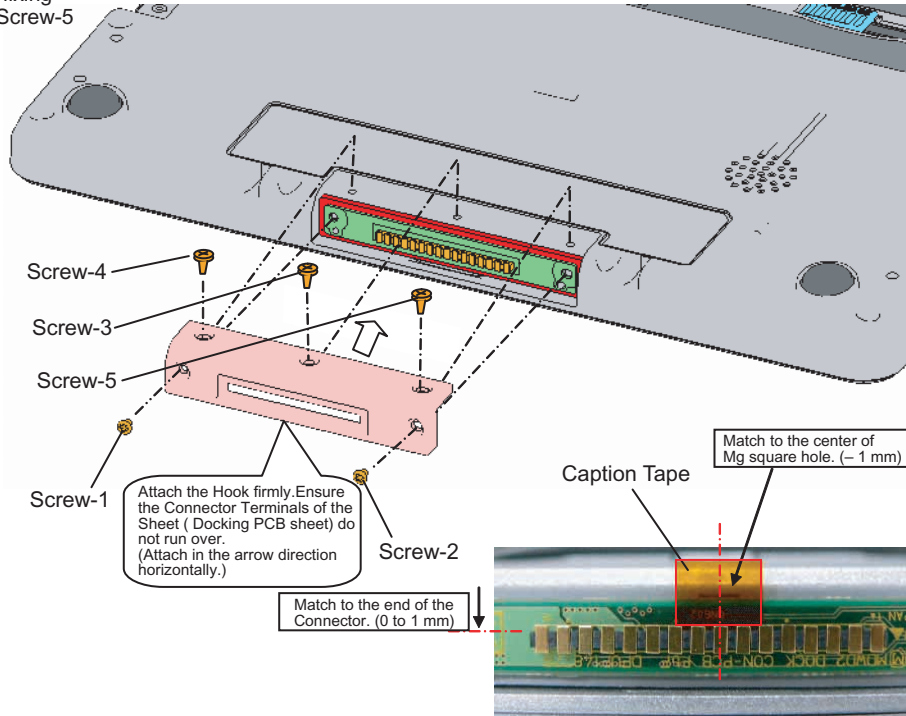 Screw-5
Screw-4
Screw-3
Screw-5
Screw-1
Screw-2
Attach the Hook firmly.Ensure
the Connector Terminals of the
Sheet ( Docking PCB sheet) do
not run over.
(Attach in the arrow direction
horizontally.)
Match to the center of
Mg square hole. (– 1 mm)
Caption Tape
Match to the end of the
Connector. (0 to 1 mm)
CON-PCB
DOCK